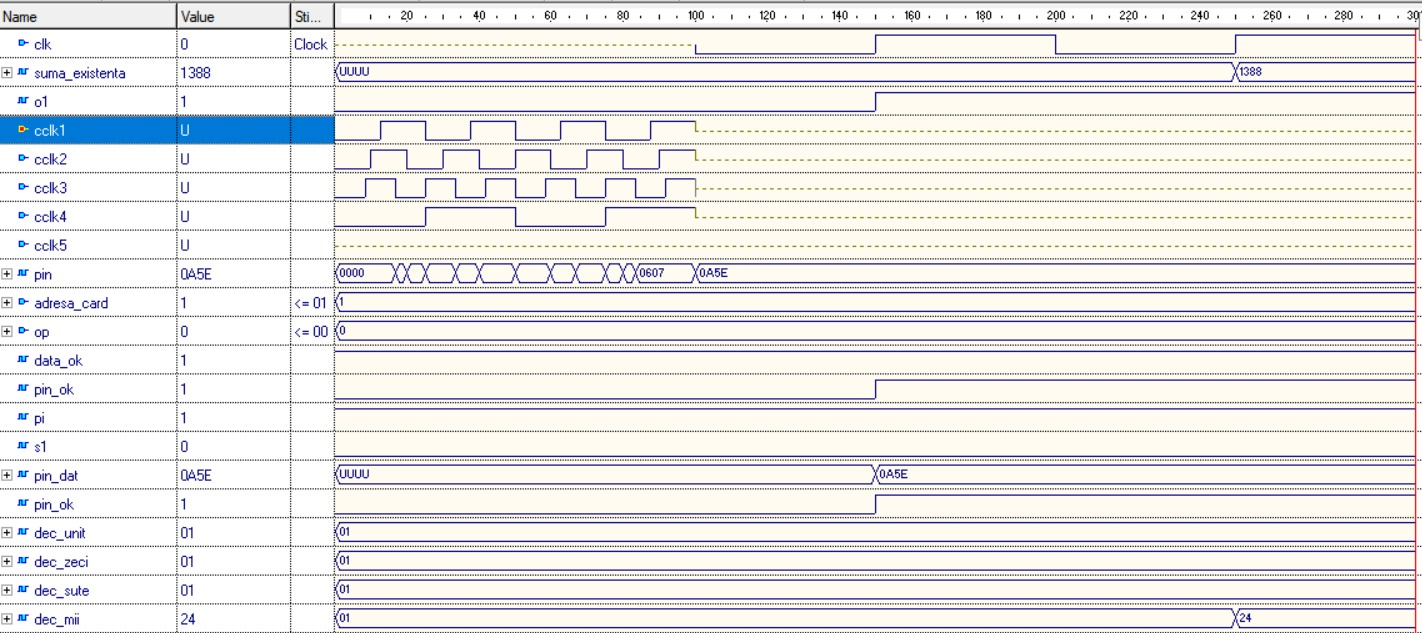 Name Value Sti... 20 40 60 80 100 120 140 160 180 200 220 240 260 280 30
clk 0 Clock
suma_existenta 1388 UUUU 1388
o1 1
cclk1 U
cclk2 U
cclk3 U
cclk4 U
cclk5 U
pin 0A5E 0000 0607 0A5E
adresa_card 1 <= 01 1
op 0 <= 00 0
data_ok 1
pin_ok 1
pi 1
s1 0
pin_dat 0A5E UUUU 0A5E
pin_ok 1
dec_unit 01 01
dec_zeci 01 01
dec_sute 01 01
dec_mii 24 01 24